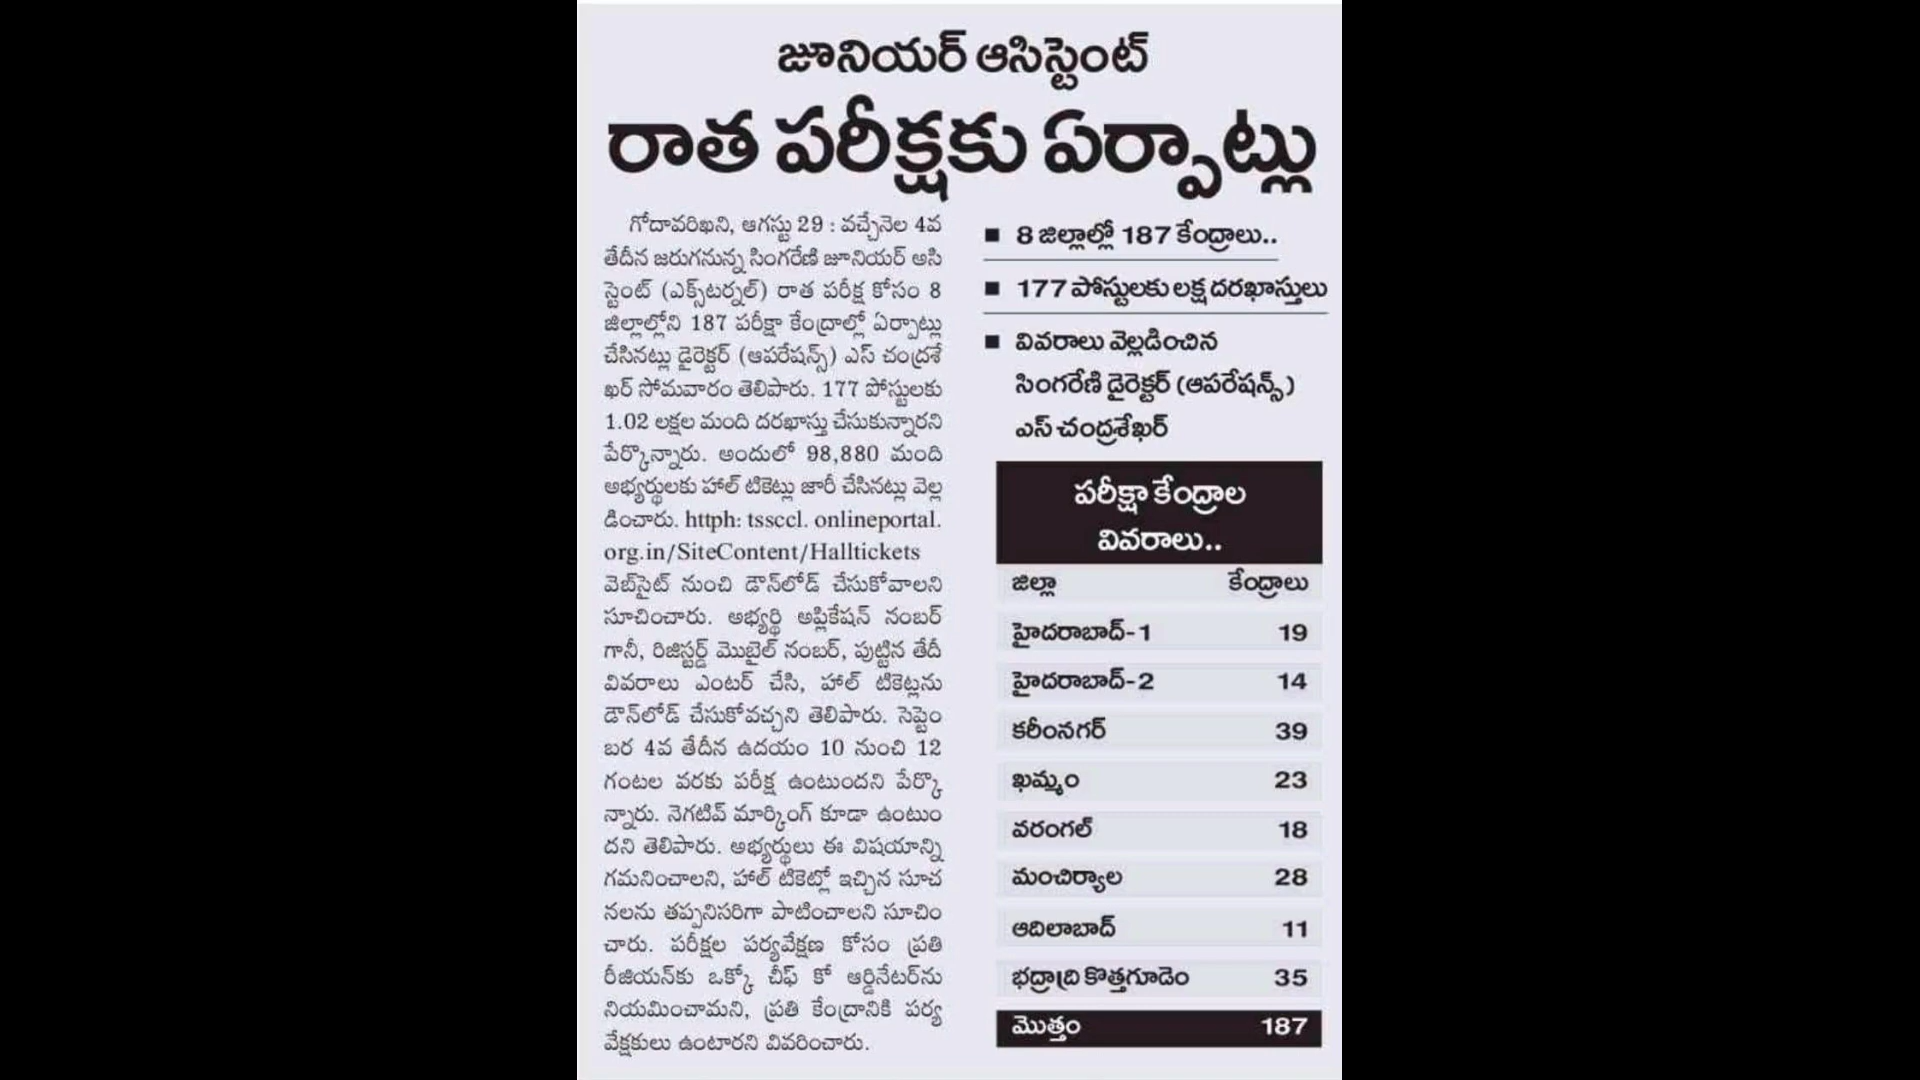 జూనియర్ ఆసిస్టెంట్
రాత పరీక్షకు ఏర్పాట్లు
గోదావరిఖని, ఆగస్టు 29 : వచ్చేనెల 4వ
తేదీన జరుగనున్న సింగరేణి జూనియర్ అసి
స్టెంట్ (ఎక్స్‌టర్నల్) రాత పరీక్ష కోసం 8
జిల్లాల్లోని 187 పరీక్షా కేంద్రాల్లో ఏర్పాట్లు
చేసినట్లు డైరెక్టర్ (ఆపరేషన్స్) ఎస్ చంద్రశే
ఖర్ సోమవారం తెలిపారు. 177 పోస్టులకు
1.02 లక్షల మంది దరఖాస్తు చేసుకున్నారని
పేర్కొన్నారు. అందులో 98,880 మంది
అభ్యర్థులకు హాల్ టికెట్లు జారీ చేసినట్లు వెల్ల
డించారు. httph: tssccl. onlineportal.
org.in/SiteContent/Halltickets
వెబ్‌సైట్ నుంచి డౌన్‌లోడ్ చేసుకోవాలని
సూచించారు. అభ్యర్థి అప్లికేషన్ నంబర్
గానీ, రిజిస్టర్డ్ మొబైల్ నంబర్, పుట్టిన తేదీ
వివరాలు ఎంటర్ చేసి, హాల్ టికెట్లను
డౌన్‌లోడ్ చేసుకోవచ్చని తెలిపారు. సెప్టెం
బర 4వ తేదీన ఉదయం 10 నుంచి 12
గంటల వరకు పరీక్ష ఉంటుందని పేర్కొ
న్నారు. నెగటివ్ మార్కింగ్ కూడా ఉంటుం
దని తెలిపారు. అభ్యర్థులు ఈ విషయాన్ని
గమనించాలని, హాల్ టికెట్లో ఇచ్చిన సూచ
నలను తప్పనిసరిగా పాటించాలని సూచిం
చారు. పరీక్షల పర్యవేక్షణ కోసం ప్రతి
రీజియన్‌కు ఒక్కో చీఫ్ కో ఆర్డినేటర్‌ను
నియమించామని, ప్రతి కేంద్రానికి పర్య
వేక్షకులు ఉంటారని వివరించారు.
■ 8 జిల్లాల్లో 187 కేంద్రాలు..
■ 177 పోస్టులకు లక్ష దరఖాస్తులు
■ వివరాలు వెల్లడించిన
సింగరేణి డైరెక్టర్ (ఆపరేషన్స్)
ఎస్ చంద్రశేఖర్
పరీక్షా కేంద్రాల
వివరాలు..
జిల్లా కేంద్రాలు
హైదరాబాద్-1 19
హైదరాబాద్-2 14
కరీంనగర్ 39
ఖమ్మం 23
వరంగల్ 18
మంచిర్యాల 28
ఆదిలాబాద్ 11
భద్రాద్రి కొత్తగూడెం 35
మొత్తం 187